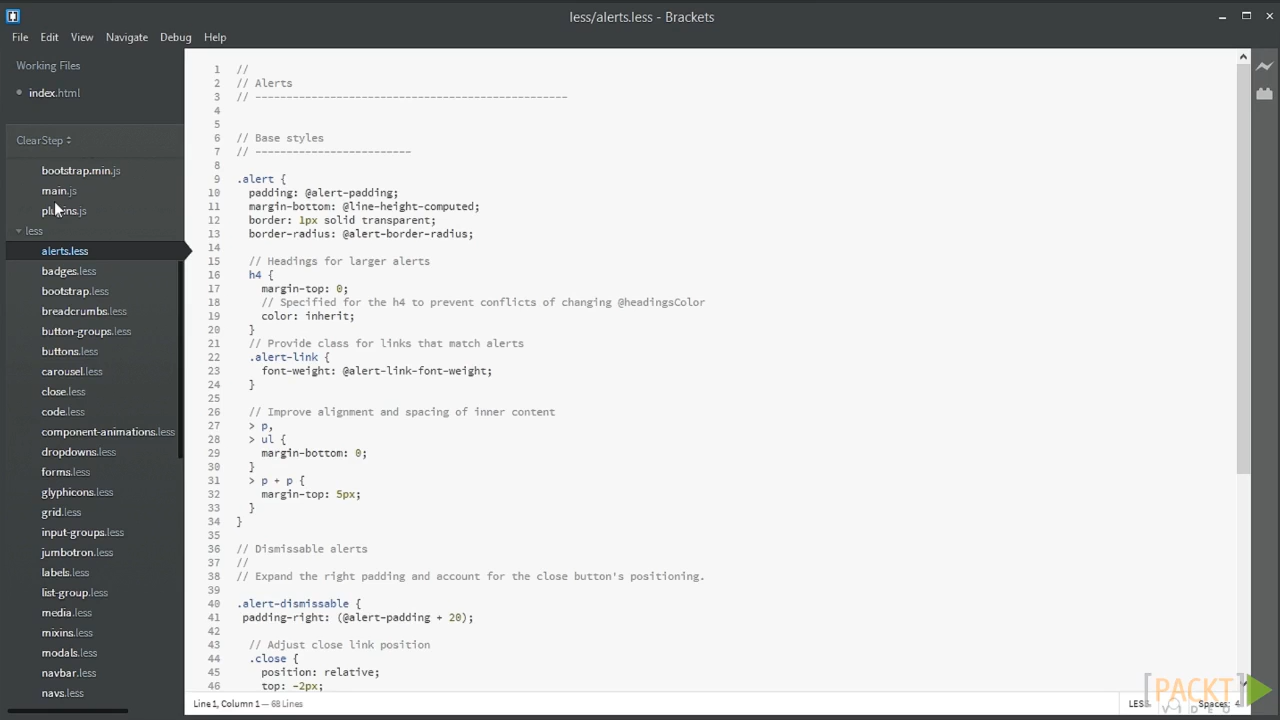 less/alerts.less - Brackets
File Edit View Navigate Debug Help
Working Files
index.html
ClearStep
bootstrap.min.js
main.js
plugins.js
less
alerts.less
badges.less
bootstrap.less
breadcrumbs.less
button-groups.less
buttons.less
carousel.less
close.less
code.less
component-animations.less
dropdowns.less
forms.less
glyphicons.less
grid.less
input-groups.less
jumbotron.less
labels.less
list-group.less
media.less
mixins.less
modals.less
navbar.less
navs.less
1 //
2 // Alerts
3 // --------------------------------------------------
4
5
6 // Base styles
7 // -------------------------
8
9 .alert {
10 padding: @alert-padding;
11 margin-bottom: @line-height-computed;
12 border: 1px solid transparent;
13 border-radius: @alert-border-radius;
14
15 // Headings for larger alerts
16 h4 {
17 margin-top: 0;
18 // Specified for the h4 to prevent conflicts of changing @headingsColor
19 color: inherit;
20 }
21 // Provide class for links that match alerts
22 .alert-link {
23 font-weight: @alert-link-font-weight;
24 }
25
26 // Improve alignment and spacing of inner content
27 > p,
28 > ul {
29 margin-bottom: 0;
30 }
31 > p + p {
32 margin-top: 5px;
33 }
34 }
35
36 // Dismissable alerts
37 //
38 // Expand the right padding and account for the close button's positioning.
39
40 .alert-dismissable {
41 padding-right: (@alert-padding + 20);
42
43 // Adjust close link position
44 .close {
45 position: relative;
46 top: -2px;
Line 1, Column 1 — 68 Lines
LES
Spaces: 4
[PACKT]
VIDEO